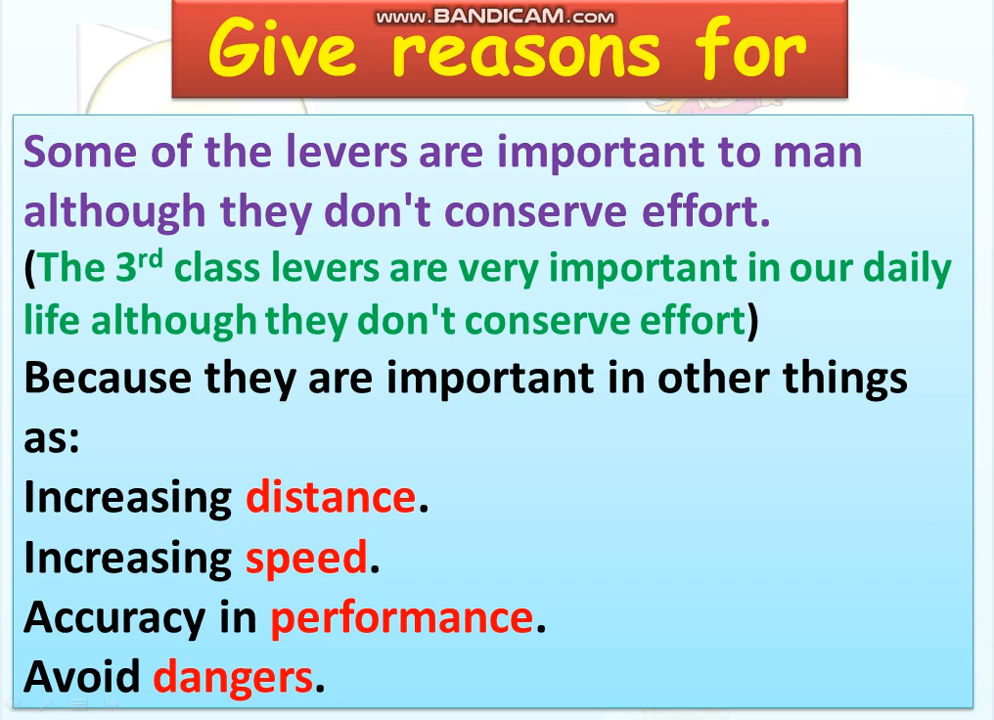 www.BANDICAM.com
Give reasons for
Some of the levers are important to man
although they don't conserve effort.
(The 3rd class levers are very important in our daily
life although they don't conserve effort)
Because they are important in other things
as:
Increasing distance.
Increasing speed.
Accuracy in performance.
Avoid dangers.